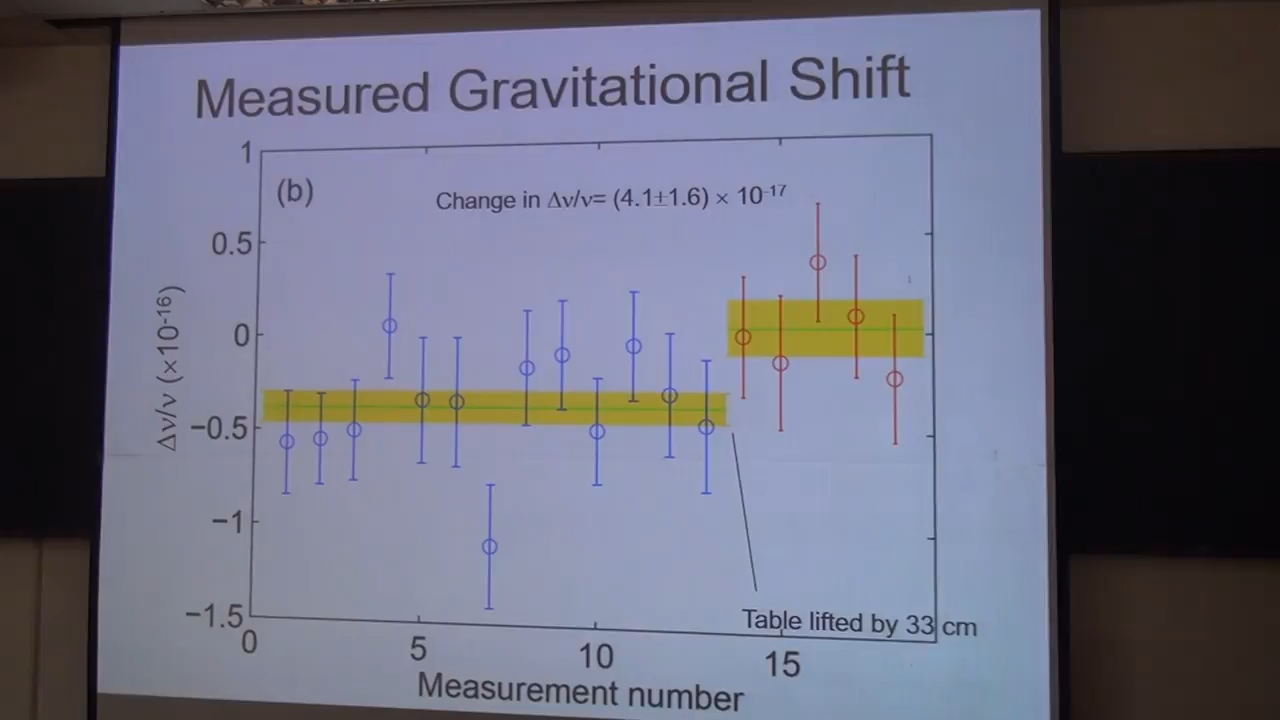 Measured Gravitational Shift
(b)
Change in Δν/ν= (4.1±1.6) × 10⁻¹⁷
1
0.5
0
−0.5
−1
−1.5
Δν/ν (×10⁻¹⁶)
0
5
10
15
Table lifted by 33 cm
Measurement number